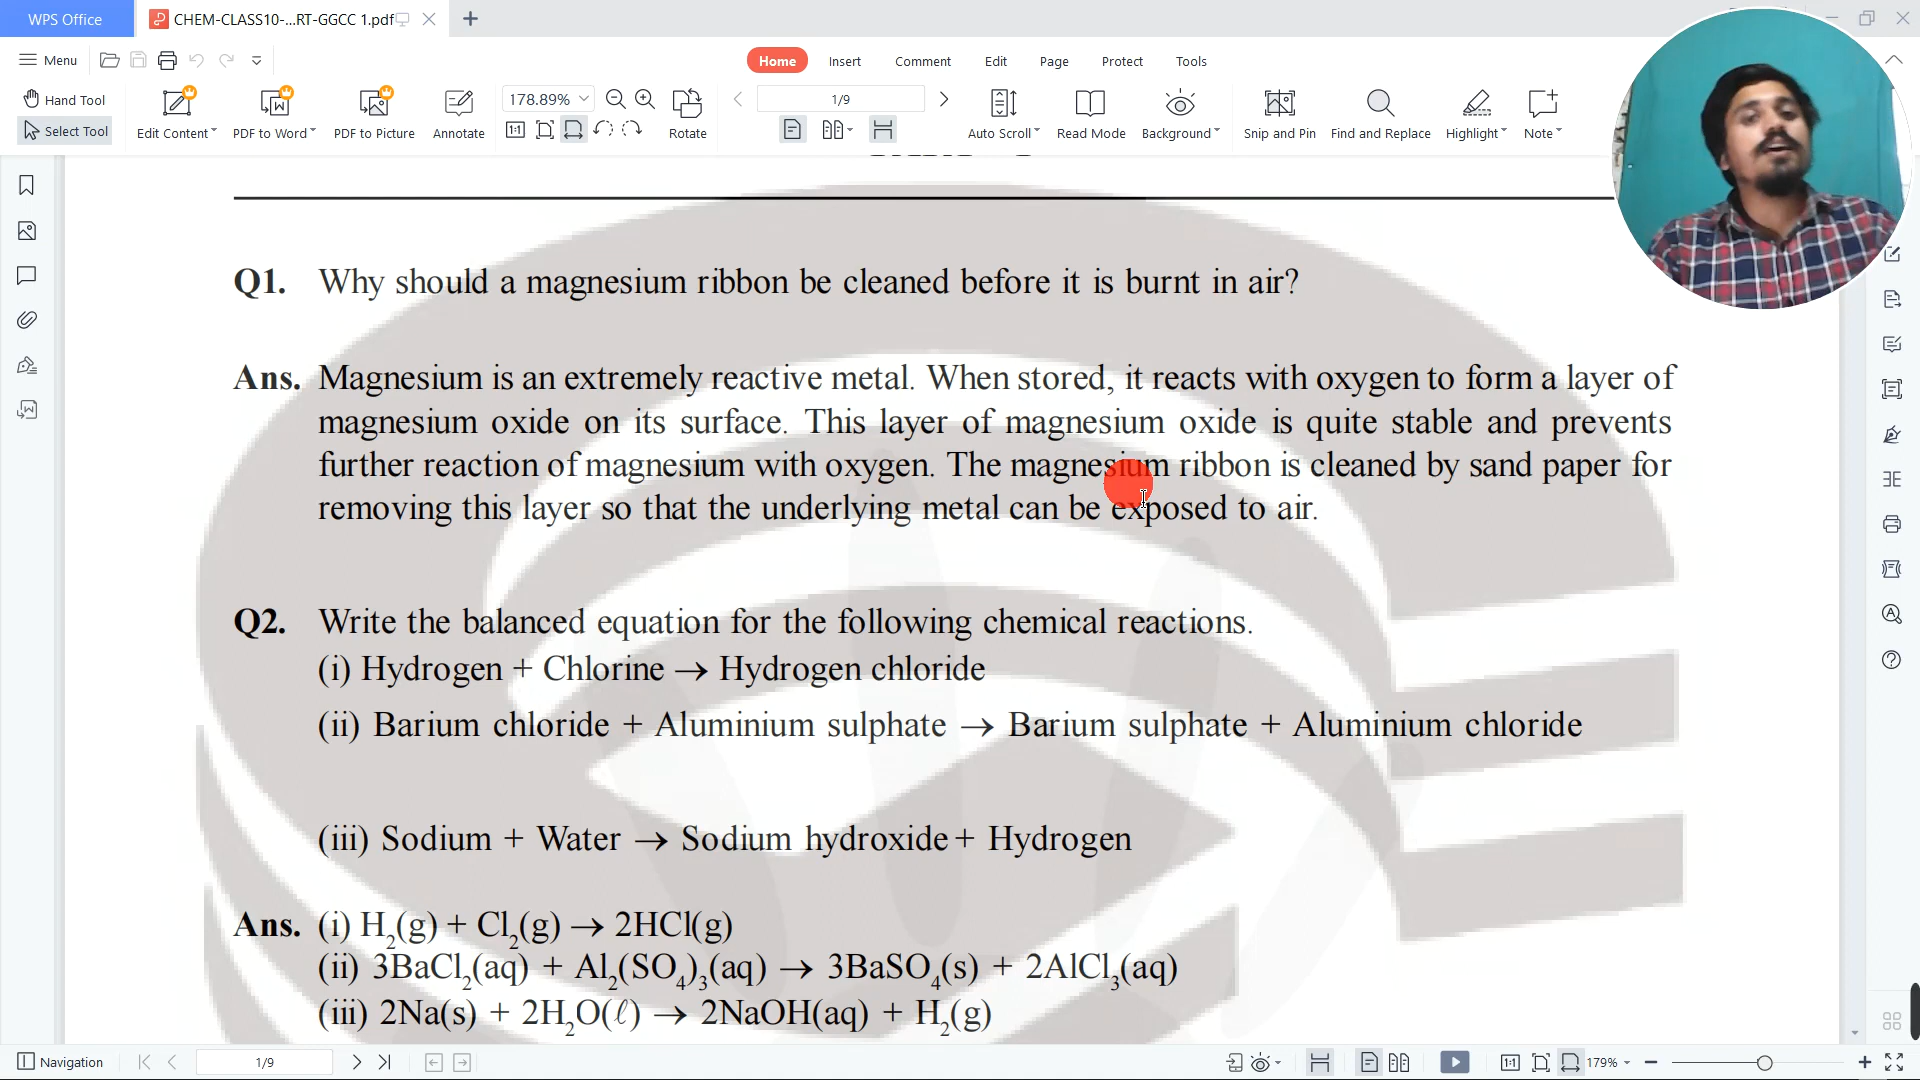 WPS Office
CHEM-CLASS10-...RT-GGCC 1.pdf
Menu
Home Insert Comment Edit Page Protect Tools
Hand Tool
Select Tool
Edit Content PDF to Word PDF to Picture Annotate
178.89%
Rotate
1/9
Auto Scroll Read Mode Background Snip and Pin Find and Replace Highlight Note
Q1. Why should a magnesium ribbon be cleaned before it is burnt in air?
Ans. Magnesium is an extremely reactive metal. When stored, it reacts with oxygen to form a layer of
magnesium oxide on its surface. This layer of magnesium oxide is quite stable and prevents
further reaction of magnesium with oxygen. The magnesium ribbon is cleaned by sand paper for
removing this layer so that the underlying metal can be exposed to air.
Q2. Write the balanced equation for the following chemical reactions.
(i) Hydrogen + Chlorine → Hydrogen chloride
(ii) Barium chloride + Aluminium sulphate → Barium sulphate + Aluminium chloride
(iii) Sodium + Water → Sodium hydroxide + Hydrogen
Ans. (i) H₂(g) + Cl₂(g) → 2HCl(g)
(ii) 3BaCl₂(aq) + Al₂(SO₄)₃(aq) → 3BaSO₄(s) + 2AlCl₃(aq)
(iii) 2Na(s) + 2H₂O(ℓ) → 2NaOH(aq) + H₂(g)
Navigation 1/9 179%